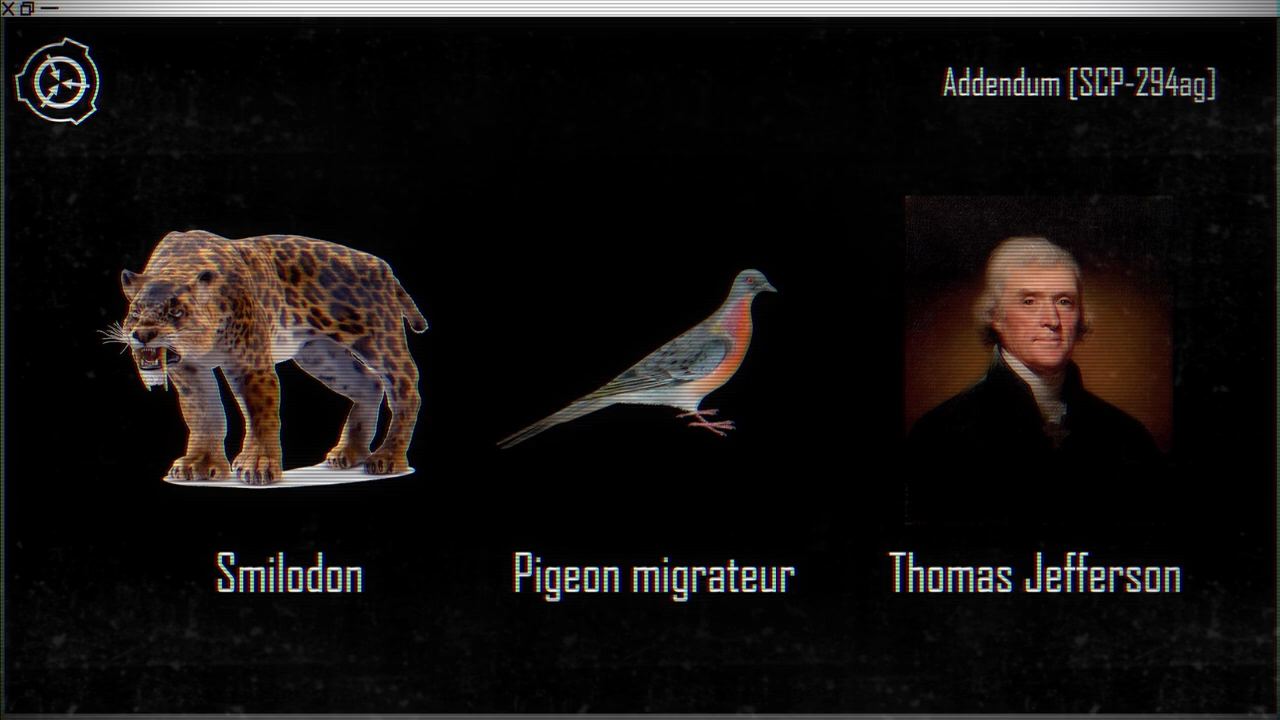 Addendum [SCP-294ag]
Smilodon
Pigeon migrateur
Thomas Jefferson